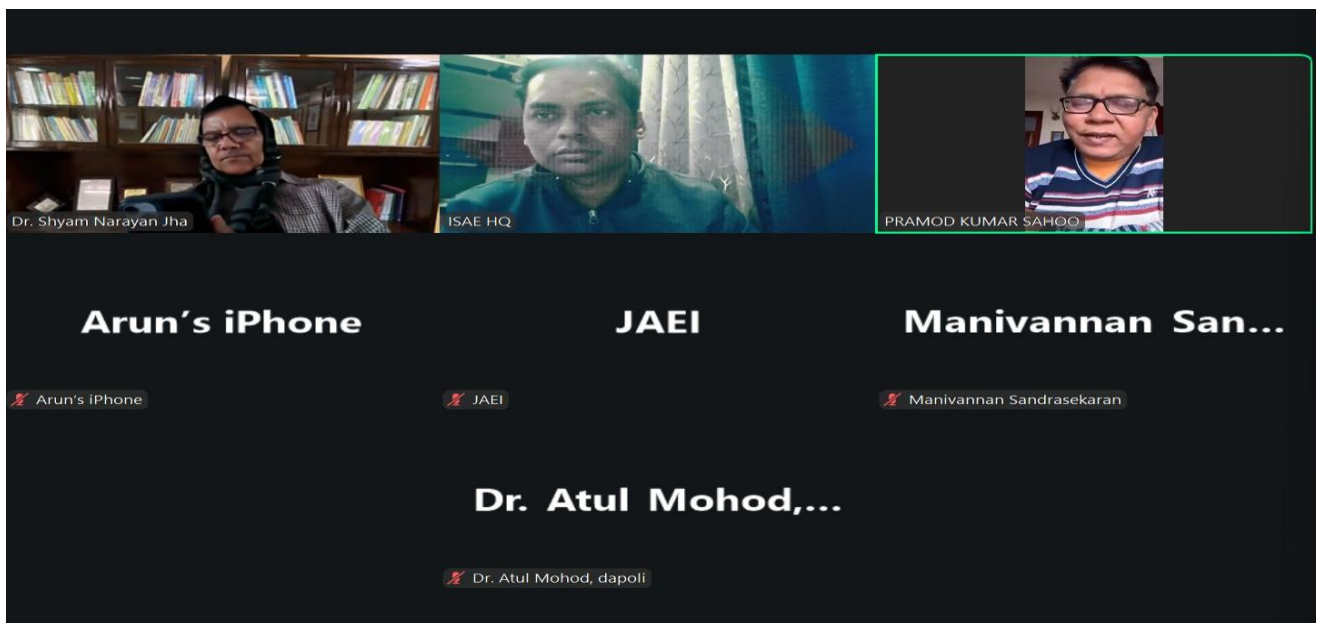 Dr. Shyam Narayan Jha
ISAE HQ
PRAMOD KUMAR SAHOO
Arun's iPhone
JAEI
Manivannan San...
Arun's iPhone
JAEI
Manivannan Sandrasekaran
Dr. Atul Mohod,...
Dr. Atul Mohod, dapoli